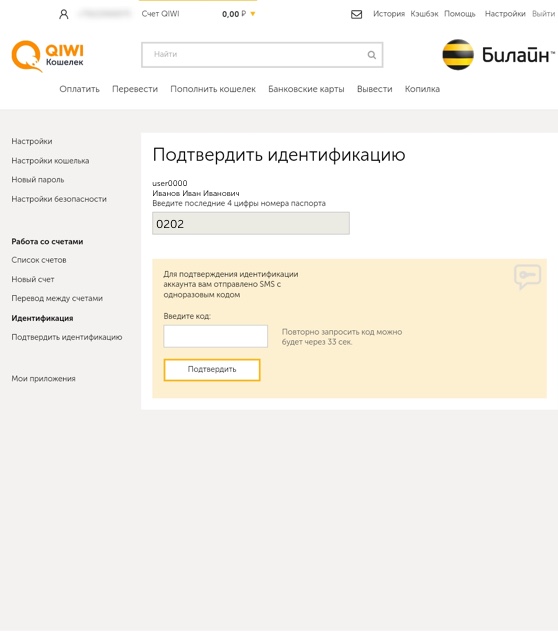 Счет QIWI 0,00 ₽ История Кэшбэк Помощь Настройки Выйти
QIWI
Кошелек
Найти
Билайн™
Оплатить Перевести Пополнить кошелек Банковские карты Вывести Копилка
Настройки
Настройки кошелька
Новый пароль
Настройки безопасности
Работа со счетами
Список счетов
Новый счет
Перевод между счетами
Идентификация
Подтвердить идентификацию
Мои приложения
Подтвердить идентификацию
user0000
Иванов Иван Иванович
Введите последние 4 цифры номера паспорта
0202
Для подтверждения идентификации
аккаунта вам отправлено SMS с
одноразовым кодом
Введите код:
Повторно запросить код можно
будет через 33 сек.
Подтвердить